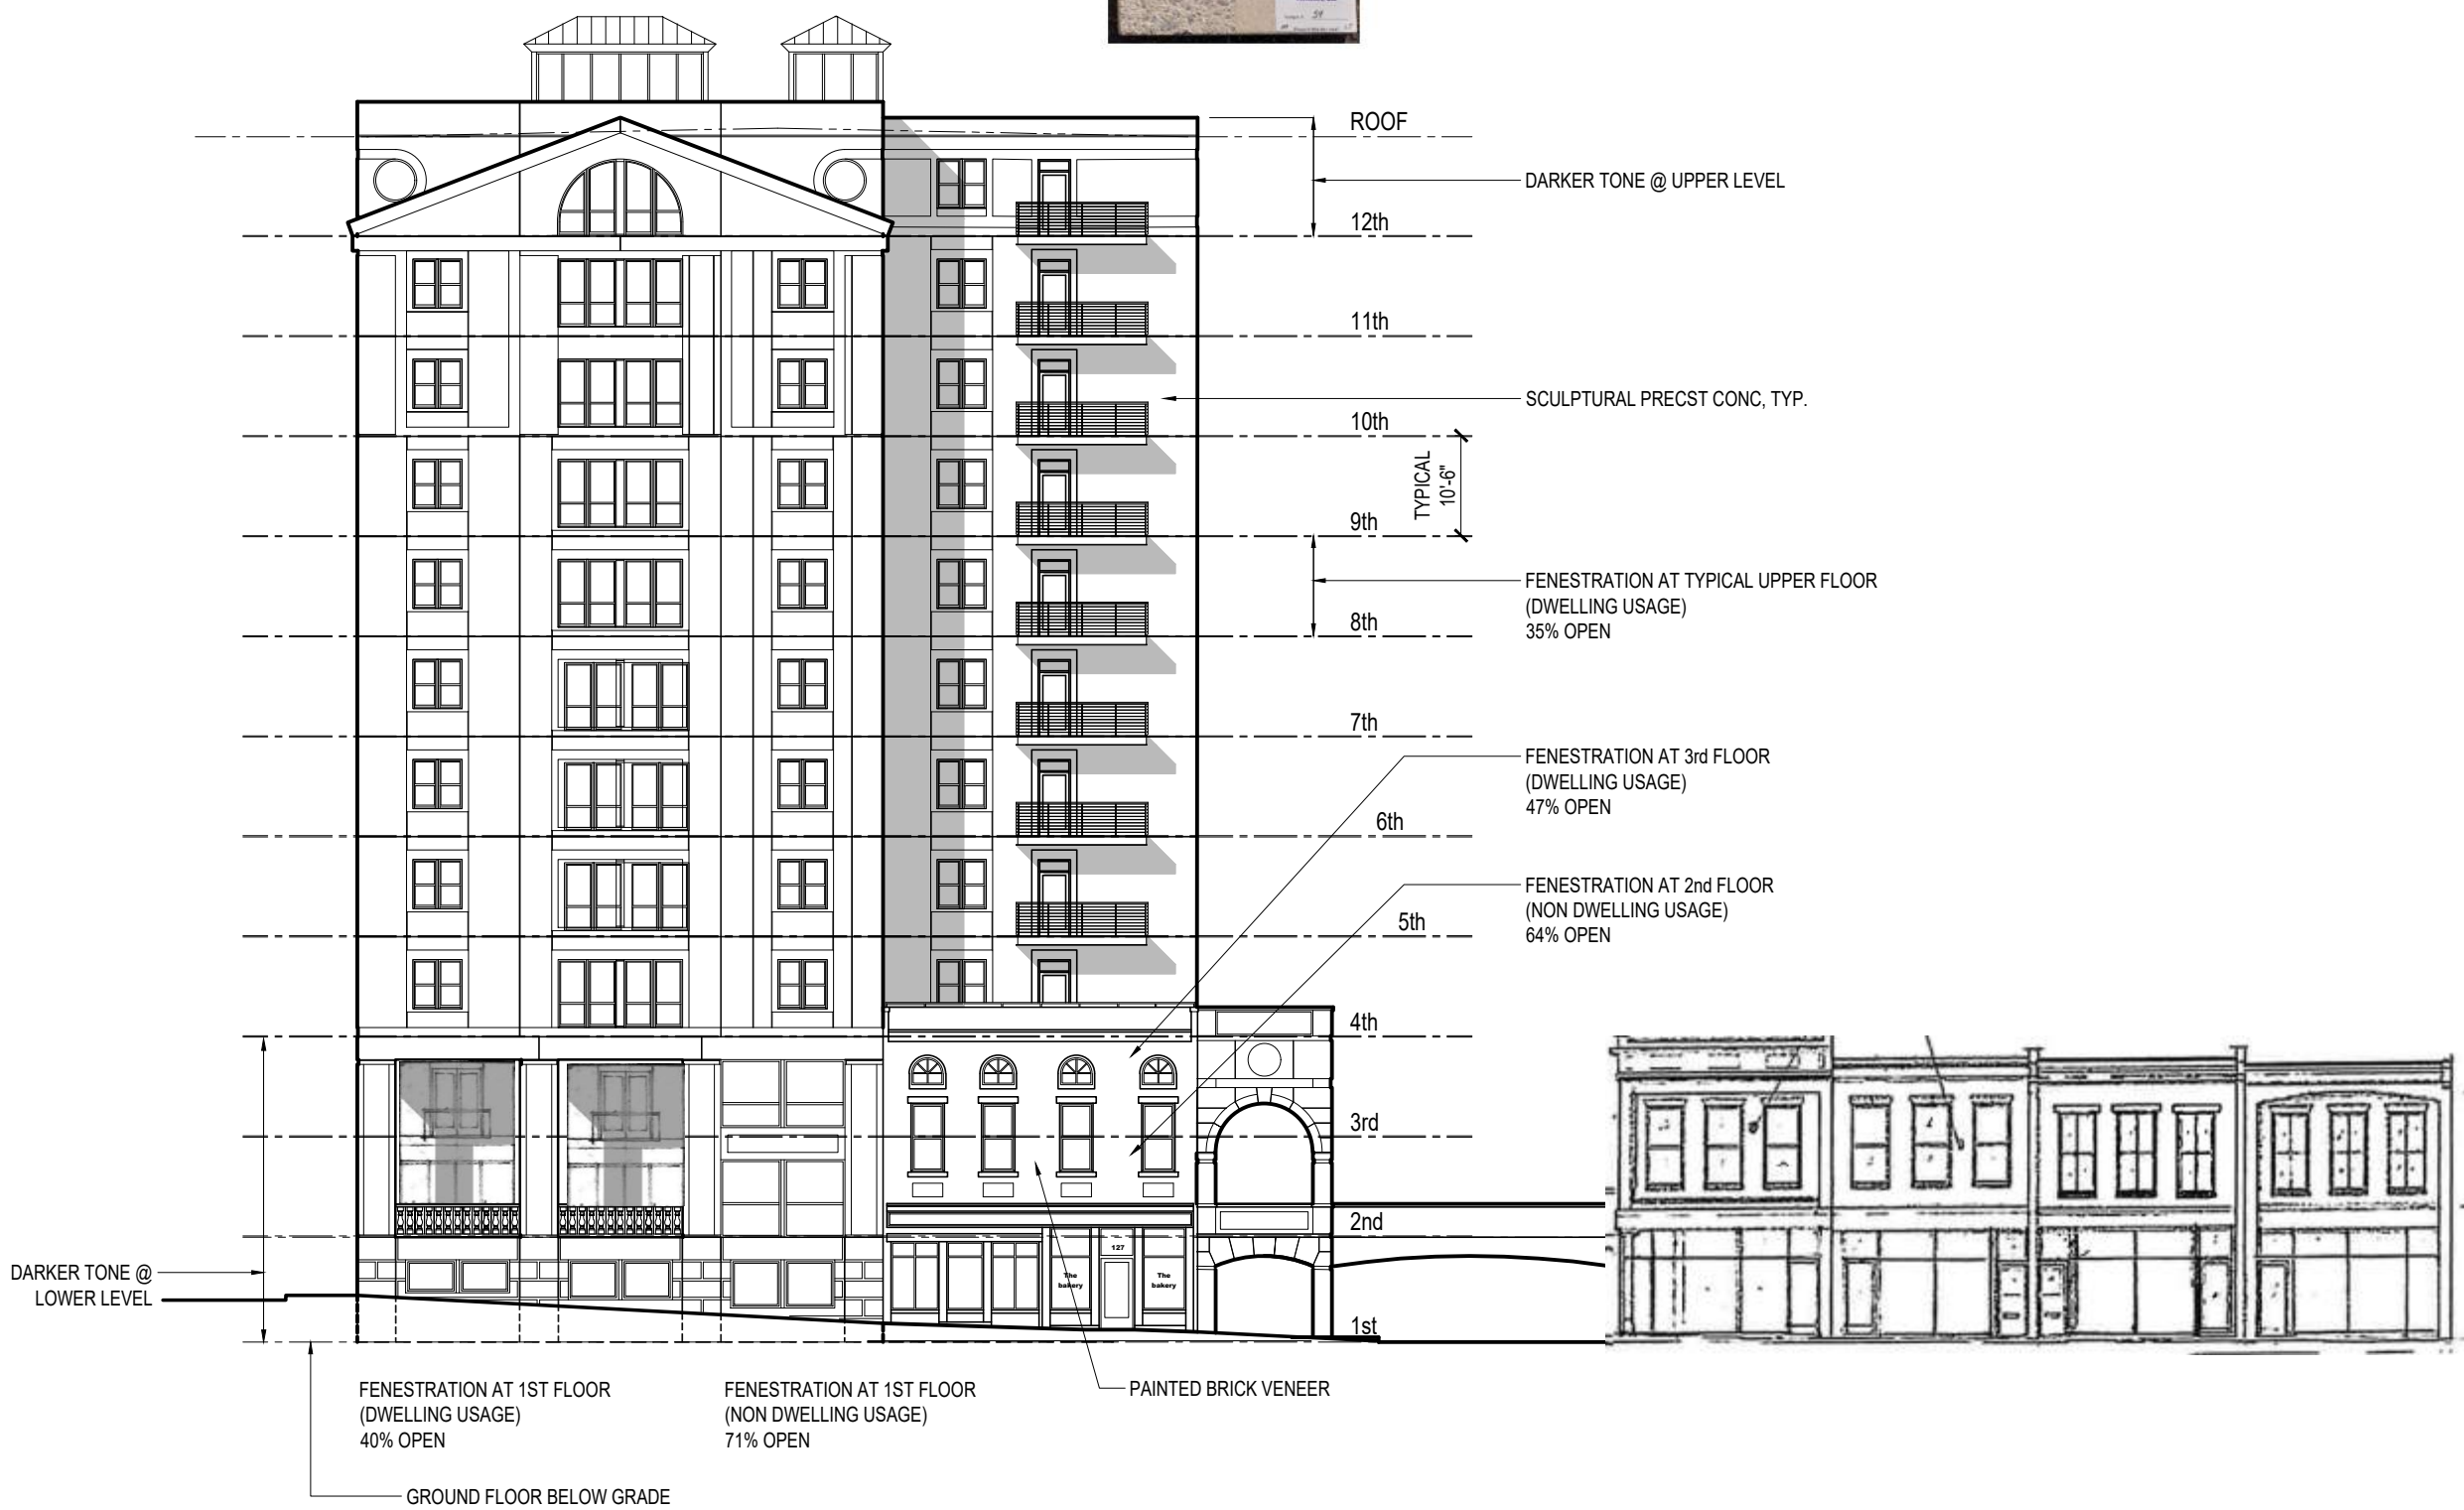 ROOF
DARKER TONE @ UPPER LEVEL
12th
11th
SCULPTURAL PRECST CONC, TYP.
10th
TYPICAL
10'-6"
9th
FENESTRATION AT TYPICAL UPPER FLOOR
(DWELLING USAGE)
35% OPEN
8th
7th
FENESTRATION AT 3rd FLOOR
(DWELLING USAGE)
47% OPEN
6th
FENESTRATION AT 2nd FLOOR
(NON DWELLING USAGE)
64% OPEN
5th
4th
3rd
2nd
127
The
bakery
The
bakery
DARKER TONE @
LOWER LEVEL
1st
FENESTRATION AT 1ST FLOOR
(DWELLING USAGE)
40% OPEN
FENESTRATION AT 1ST FLOOR
(NON DWELLING USAGE)
71% OPEN
PAINTED BRICK VENEER
GROUND FLOOR BELOW GRADE